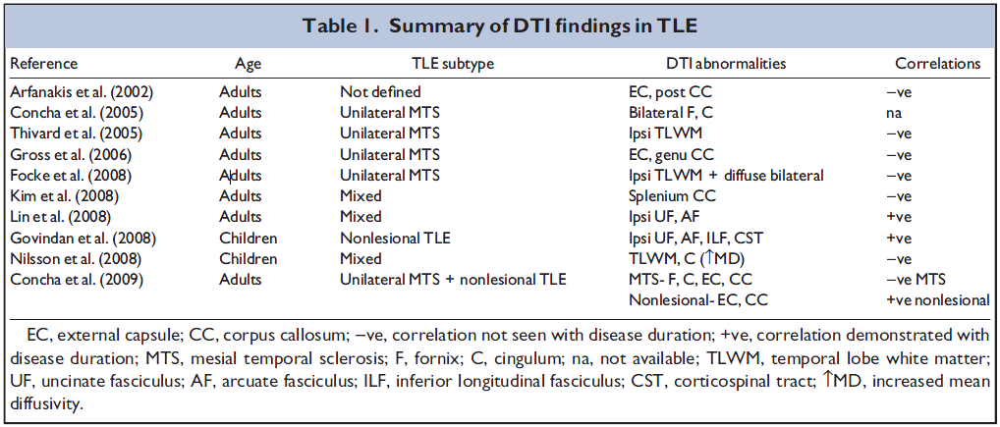 Table 1. Summary of DTI findings in TLE
Reference Age TLE subtype DTI abnormalities Correlations
Arfanakis et al. (2002) Adults Not defined EC, post CC −ve
Concha et al. (2005) Adults Unilateral MTS Bilateral F, C na
Thivard et al. (2005) Adults Unilateral MTS Ipsi TLWM −ve
Gross et al. (2006) Adults Unilateral MTS EC, genu CC −ve
Focke et al. (2008) Adults Unilateral MTS Ipsi TLWM + diffuse bilateral −ve
Kim et al. (2008) Adults Mixed Splenium CC −ve
Lin et al. (2008) Adults Mixed Ipsi UF, AF +ve
Govindan et al. (2008) Children Nonlesional TLE Ipsi UF, AF, ILF, CST +ve
Nilsson et al. (2008) Children Mixed TLWM, C (↑MD) −ve
Concha et al. (2009) Adults Unilateral MTS + nonlesional TLE MTS- F, C, EC, CC −ve MTS
Nonlesional- EC, CC +ve nonlesional
EC, external capsule; CC, corpus callosum; −ve, correlation not seen with disease duration; +ve, correlation demonstrated with
disease duration; MTS, mesial temporal sclerosis; F, fornix; C, cingulum; na, not available; TLWM, temporal lobe white matter;
UF, uncinate fasciculus; AF, arcuate fasciculus; ILF, inferior longitudinal fasciculus; CST, corticospinal tract; ↑MD, increased mean
diffusivity.